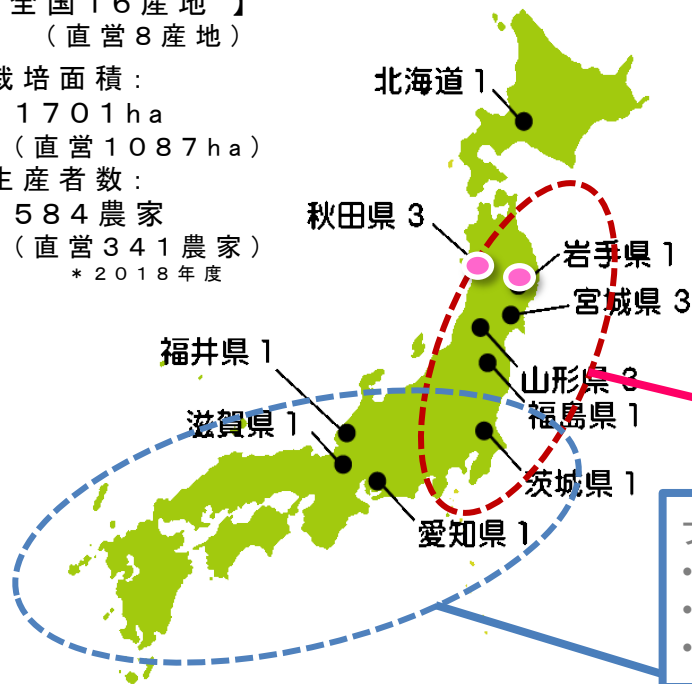 全国16産地 】
(直営8産地)
栽培面積:
1701ha
(直営1087ha)
生産者数:
584農家
(直営341農家)
*2018年度
北海道1
秋田県3
岩手県1
宮城県3
山形県3
福島県1
茨城県1
福井県1
滋賀県1
愛知県1
•
•
•